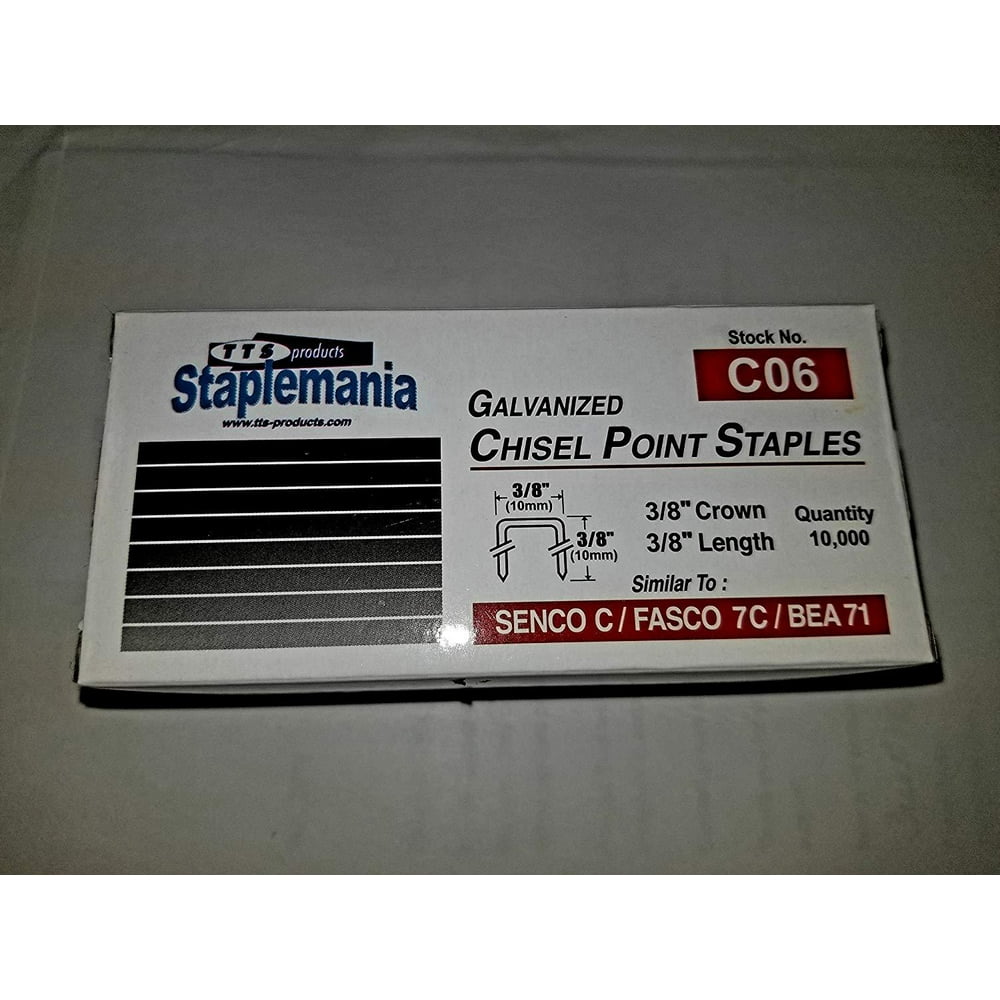 TTS products
Staplemania
www.tts-products.com
Stock No.
C06
GALVANIZED
CHISEL POINT STAPLES
3/8"
(10mm)
3/8"
(10mm)
3/8" Crown
3/8" Length
Quantity
10,000
Similar To :
SENCO C / FASCO 7C / BEA 71